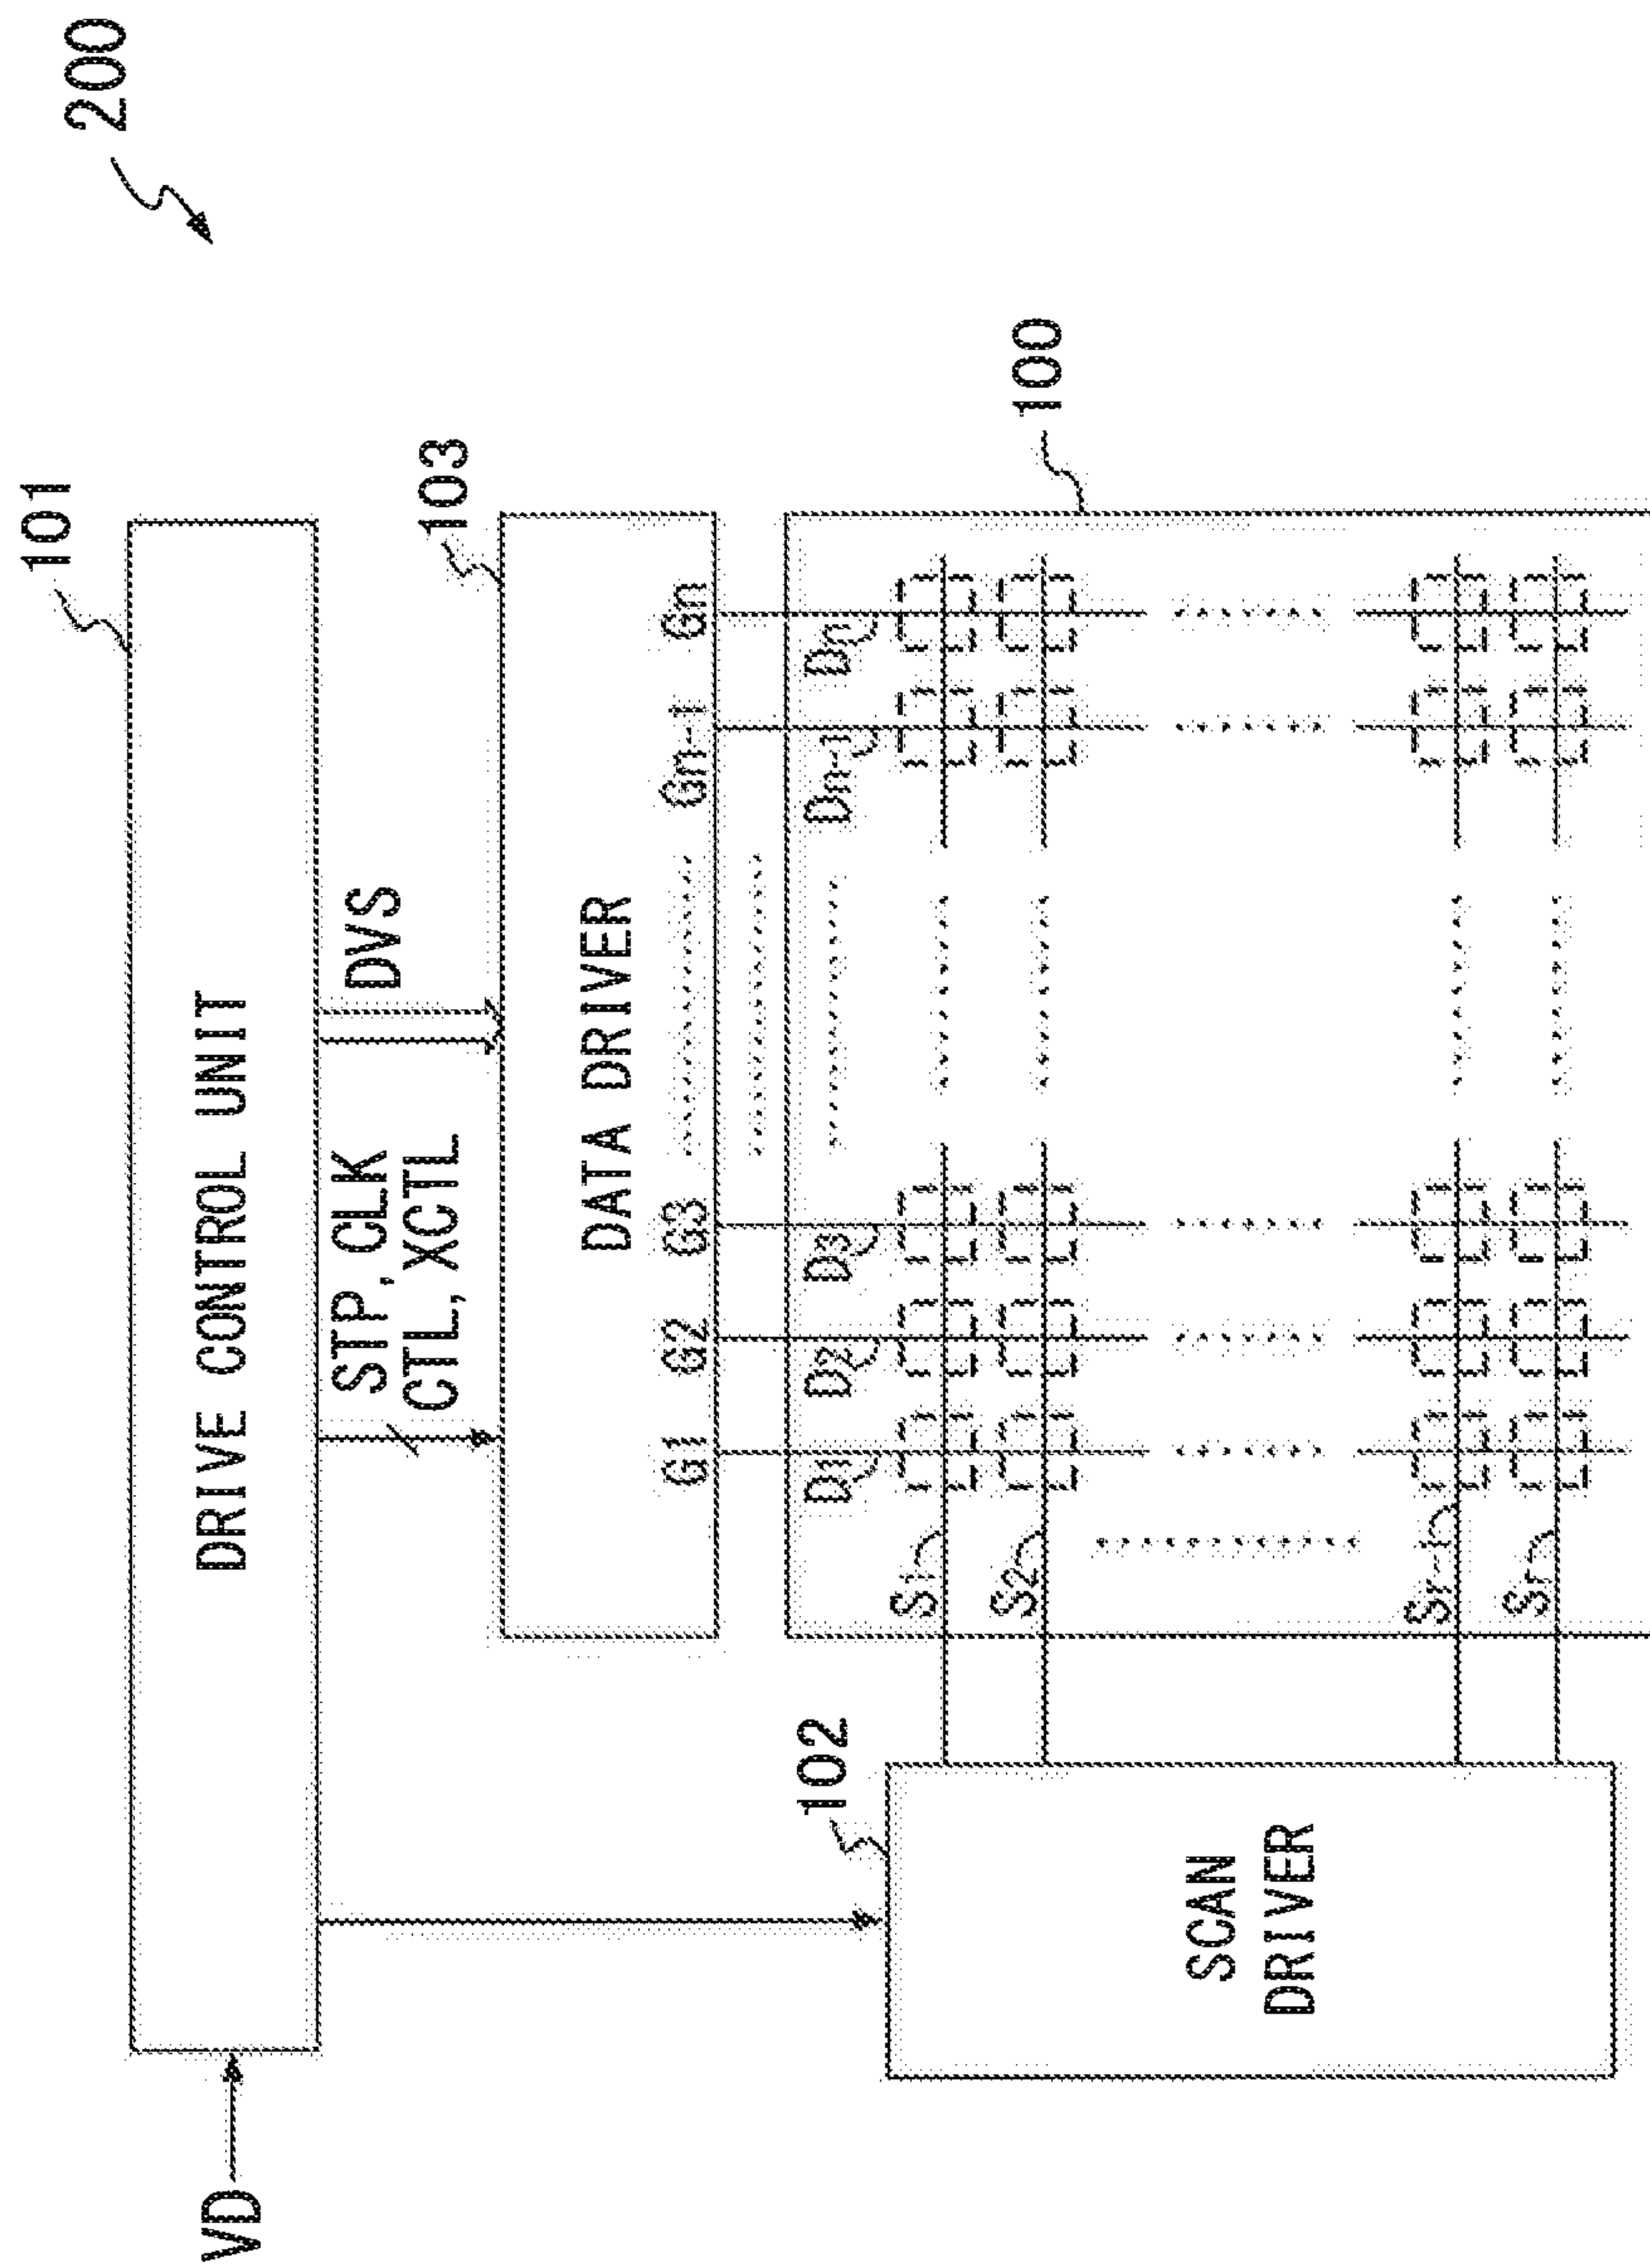 200
101
VD
DRIVE CONTROL UNIT
STP, CLK
CTL, XCTL
DVS
103
DATA DRIVER
G1 G2 G3 Gn-1 Gn
100
D1 D2 D3 Dn-1 Dn
102
SCAN
DRIVER
S1
S2
Sr-1
Sr